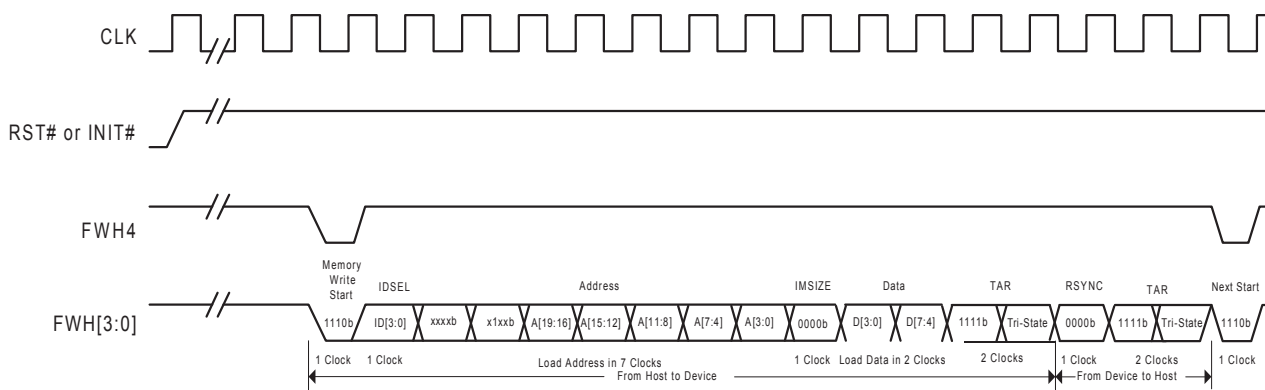 CLK
RST# or INIT#
FWH4
Memory
Write
Start
IDSEL
Address
IMSIZE
Data
TAR
RSYNC
TAR
Next Start
FWH[3:0]
1110b
ID[3:0]
xxxxb
x1xxb
A[19:16]
A[15:12]
A[11:8]
A[7:4]
A[3:0]
0000b
D[3:0]
D[7:4]
1111b
Tri-State
0000b
1111b
Tri-State
1110b
1 Clock
1 Clock
Load Address in 7 Clocks
1 Clock
Load Data in 2 Clocks
2 Clocks
1 Clock
2 Clocks
1 Clock
From Host to Device
From Device to Host